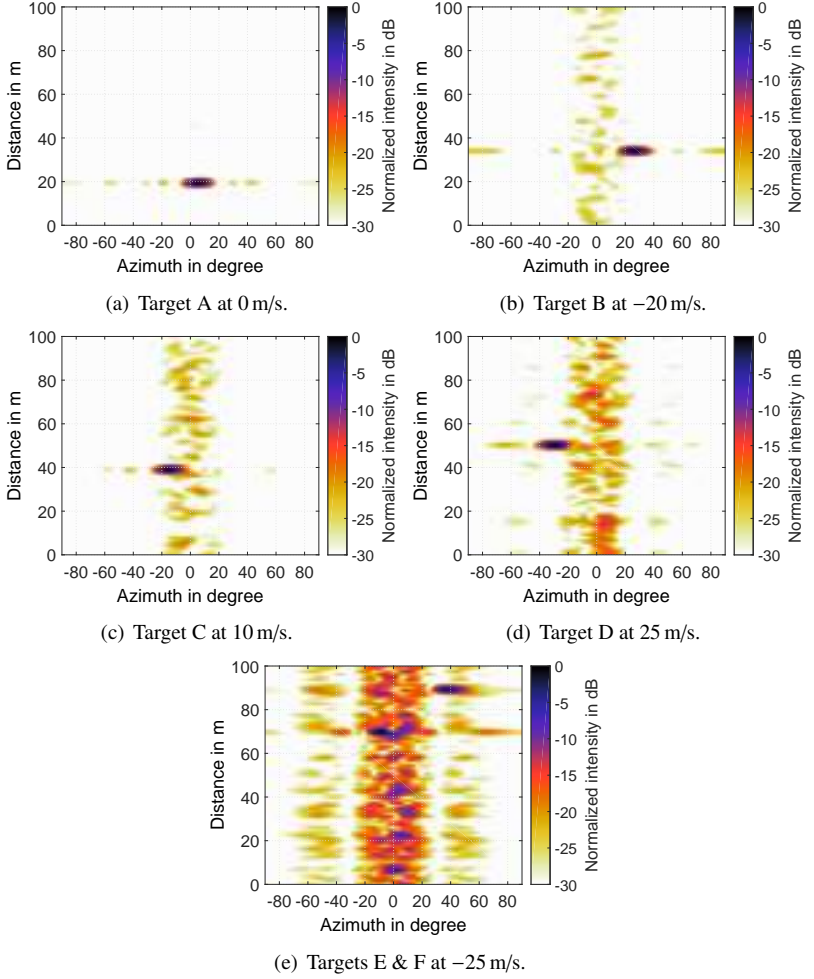 100
80
60
40
20
0
Distance in m
-80 -60 -40 -20 0 20 40 60 80
Azimuth in degree
0
-5
-10
-15
-20
-25
-30
Normalized intensity in dB
(a) Target A at 0 m/s.
100
80
60
40
20
0
Distance in m
-80 -60 -40 -20 0 20 40 60 80
Azimuth in degree
0
-5
-10
-15
-20
-25
-30
Normalized intensity in dB
(b) Target B at −20 m/s.
100
80
60
40
20
0
Distance in m
-80 -60 -40 -20 0 20 40 60 80
Azimuth in degree
0
-5
-10
-15
-20
-25
-30
Normalized intensity in dB
(c) Target C at 10 m/s.
100
80
60
40
20
0
Distance in m
-80 -60 -40 -20 0 20 40 60 80
Azimuth in degree
0
-5
-10
-15
-20
-25
-30
Normalized intensity in dB
(d) Target D at 25 m/s.
100
80
60
40
20
0
Distance in m
-80 -60 -40 -20 0 20 40 60 80
Azimuth in degree
0
-5
-10
-15
-20
-25
-30
Normalized intensity in dB
(e) Targets E & F at −25 m/s.